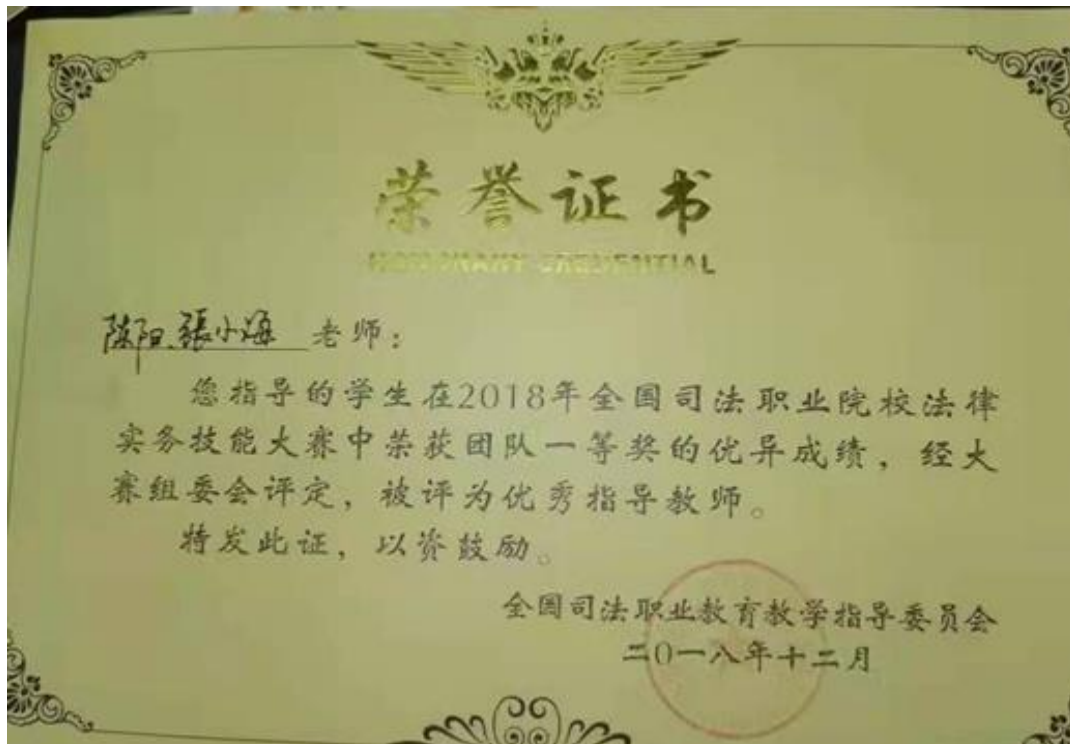 荣誉证书
HONORARY CREDENTIAL
陈阳、張小海 老师:
您指导的学生在2018年全国司法职业院校法律
实务技能大赛中荣获团队一等奖的优异成绩，经大
赛组委会评定，被评为优秀指导教师。
特发此证，以资鼓励。
全国司法职业教育教学指导委员会
二0一八年十二月